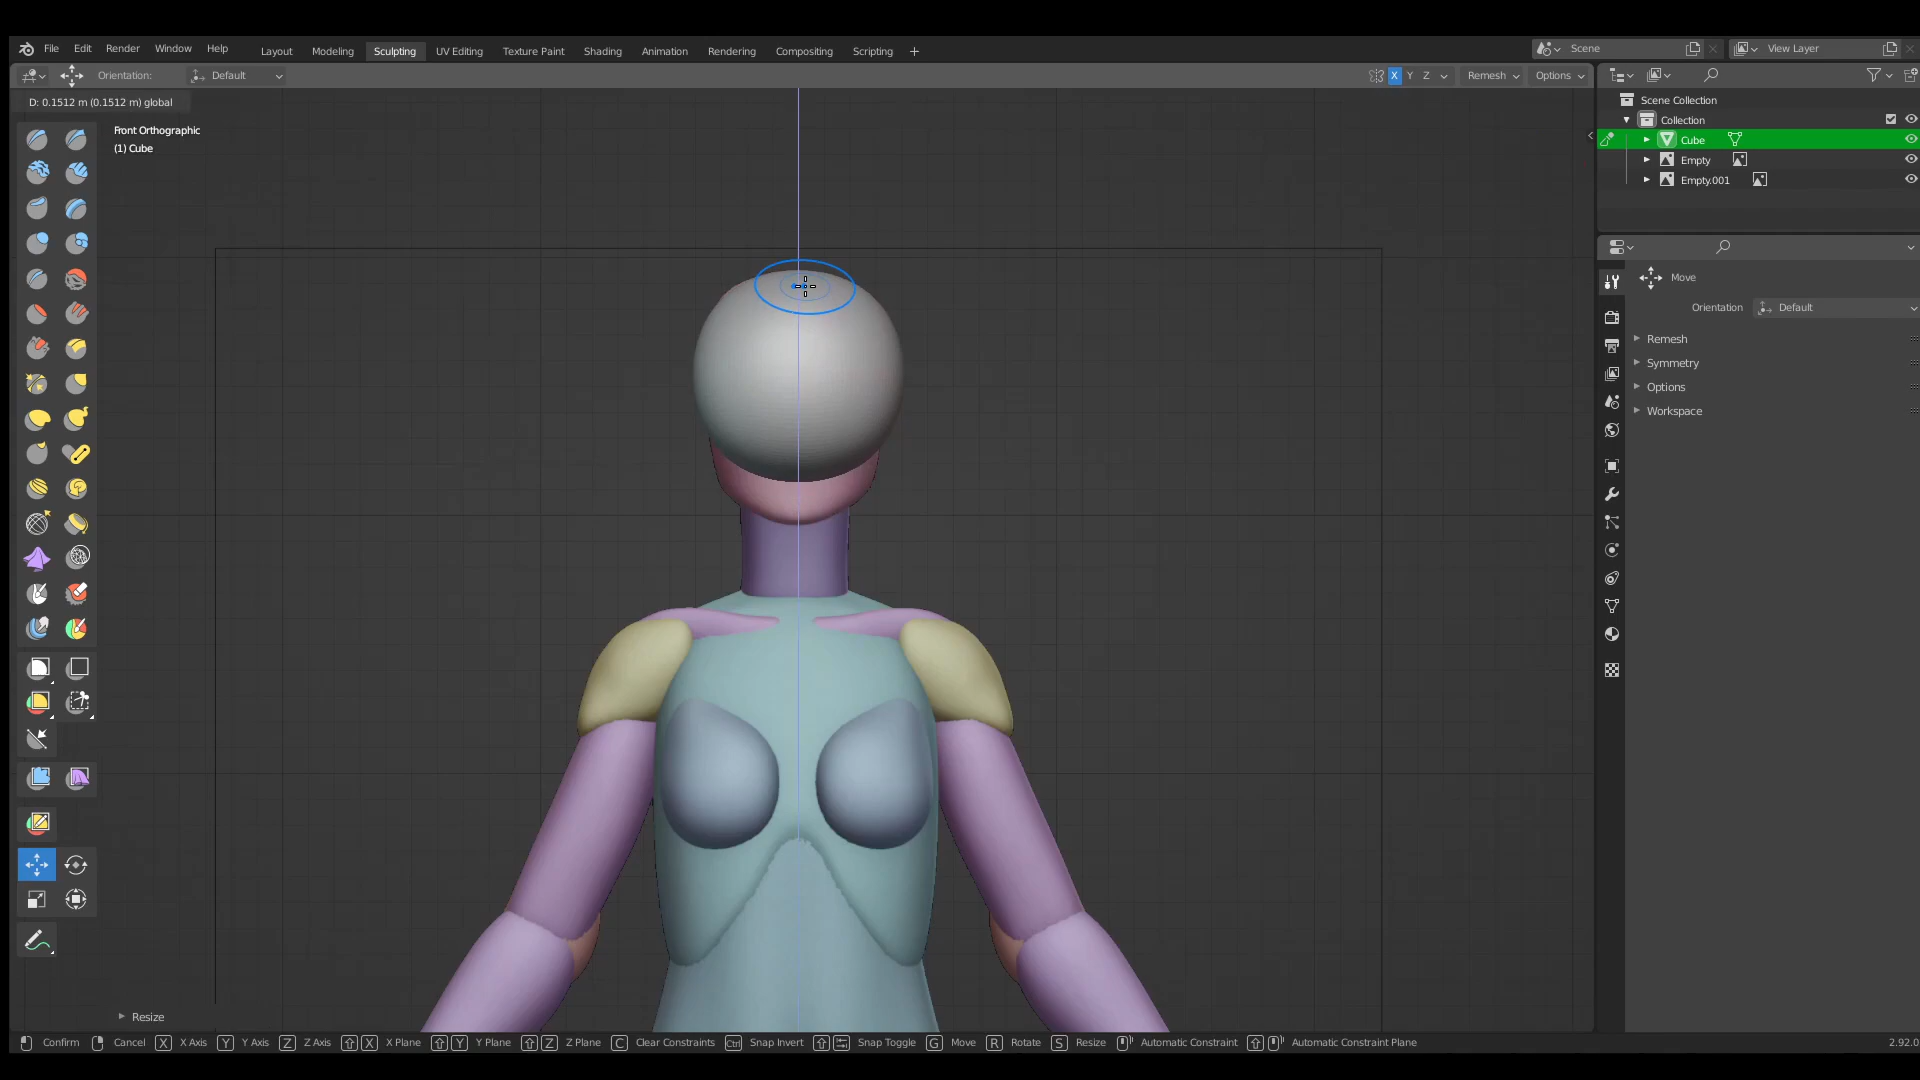 File Edit Render Window Help Layout Modeling Sculpting UV Editing Texture Paint Shading Animation Rendering Compositing Scripting + Scene View Layer
Orientation: Default X Y Z Remesh Options
D: 0.1512 m (0.1512 m) global
Front Orthographic
(1) Cube
Scene Collection
Collection
Cube
Empty
Empty.001
Move
Orientation Default
Remesh
Symmetry
Options
Workspace
Resize
Confirm Cancel X X Axis Y Y Axis Z Z Axis X X Plane Y Y Plane Z Z Plane C Clear Constraints Ctrl Snap Invert Snap Toggle G Move R Rotate S Resize Automatic Constraint Automatic Constraint Plane 2.92.0